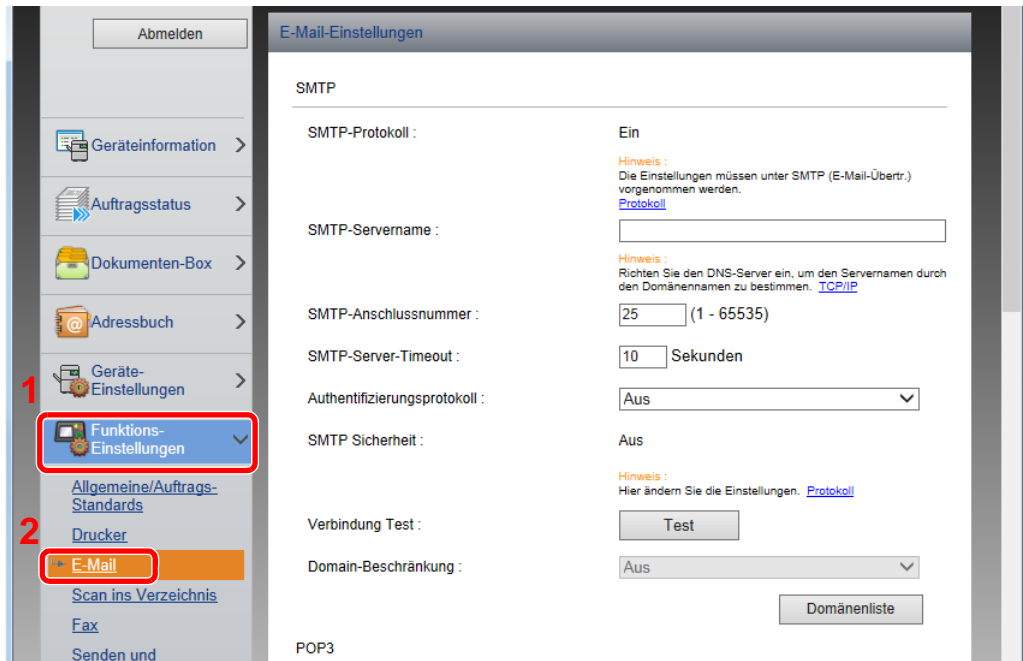 Abmelden
Geräteinformation
Auftragsstatus
Dokumenten-Box
Adressbuch
Geräte-
Einstellungen
1
Funktions-
Einstellungen
Allgemeine/Auftrags-
Standards
2
Drucker
E-Mail
Scan ins Verzeichnis
Fax
Senden und
E-Mail-Einstellungen
SMTP
SMTP-Protokoll : Ein
Hinweis :
Die Einstellungen müssen unter SMTP (E-Mail-Übertr.)
vorgenommen werden.
Protokoll
SMTP-Servername :
Hinweis :
Richten Sie den DNS-Server ein, um den Servernamen durch
den Domänennamen zu bestimmen. TCP/IP
SMTP-Anschlussnummer : 25 (1 - 65535)
SMTP-Server-Timeout : 10 Sekunden
Authentifizierungsprotokoll : Aus
SMTP Sicherheit : Aus
Hinweis :
Hier ändern Sie die Einstellungen. Protokoll
Verbindung Test : Test
Domain-Beschränkung : Aus
Domänenliste
POP3